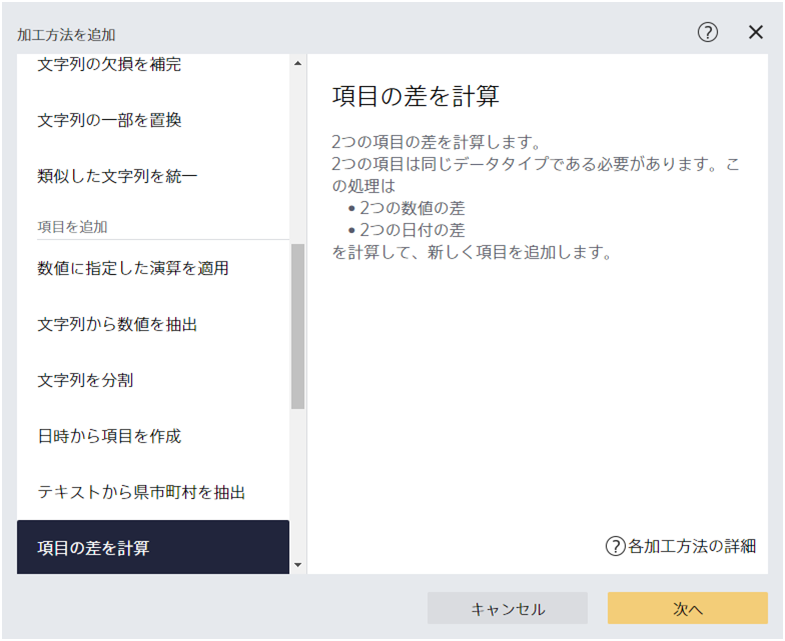 加工方法を追加
文字列の欠損を補完
文字列の一部を置換
類似した文字列を統一
項目を追加
数値に指定した演算を適用
文字列から数値を抽出
文字列を分割
日時から項目を作成
テキストから県市町村を抽出
項目の差を計算
項目の差を計算
2つの項目の差を計算します。
2つの項目は同じデータタイプである必要があります。こ
の処理は
• 2つの数値の差
• 2つの日付の差
を計算して、新しく項目を追加します。
?各加工方法の詳細
キャンセル
次へ